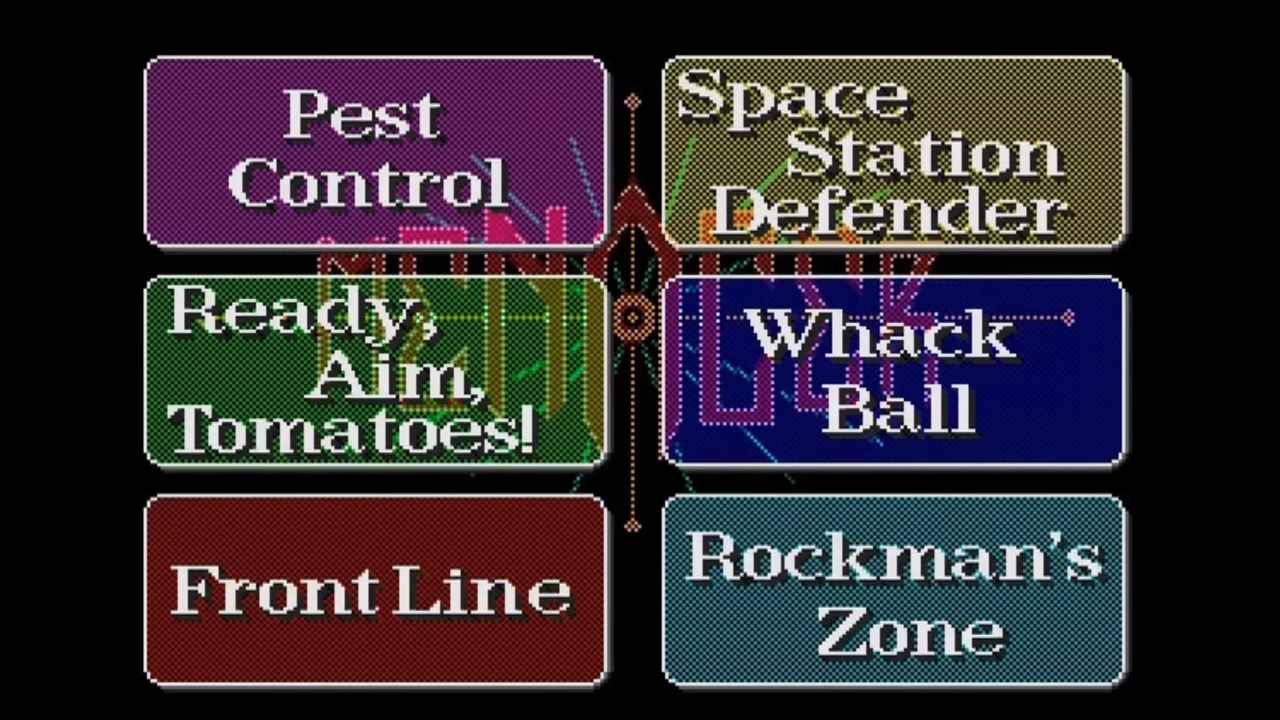 Pest
Control
Space
Station
Defender
Ready,
Aim,
Tomatoes!
Whack
Ball
Front Line
Rockman's
Zone